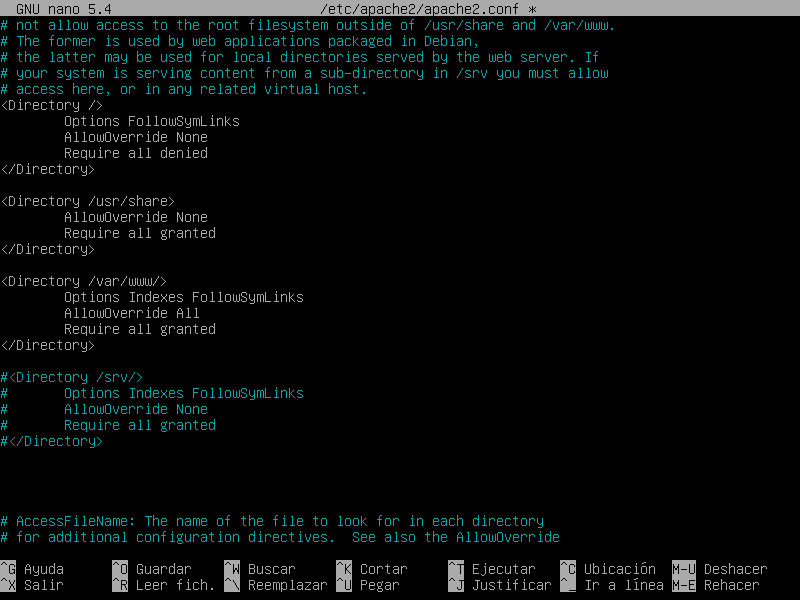 GNU nano 5.4 /etc/apache2/apache2.conf *
# not allow access to the root filesystem outside of /usr/share and /var/www.
# The former is used by web applications packaged in Debian,
# the latter may be used for local directories served by the web server. If
# your system is serving content from a sub-directory in /srv you must allow
# access here, or in any related virtual host.
<Directory />
        Options FollowSymLinks
        AllowOverride None
        Require all denied
</Directory>

<Directory /usr/share>
        AllowOverride None
        Require all granted
</Directory>

<Directory /var/www/>
        Options Indexes FollowSymLinks
        AllowOverride All
        Require all granted
</Directory>

#<Directory /srv/>
#       Options Indexes FollowSymLinks
#       AllowOverride None
#       Require all granted
#</Directory>

# AccessFileName: The name of the file to look for in each directory
# for additional configuration directives.  See also the AllowOverride

^G Ayuda ^O Guardar ^W Buscar ^K Cortar ^T Ejecutar ^C Ubicación M-U Deshacer
^X Salir ^R Leer fich. ^\ Reemplazar ^U Pegar ^J Justificar ^_ Ir a línea M-E Rehacer